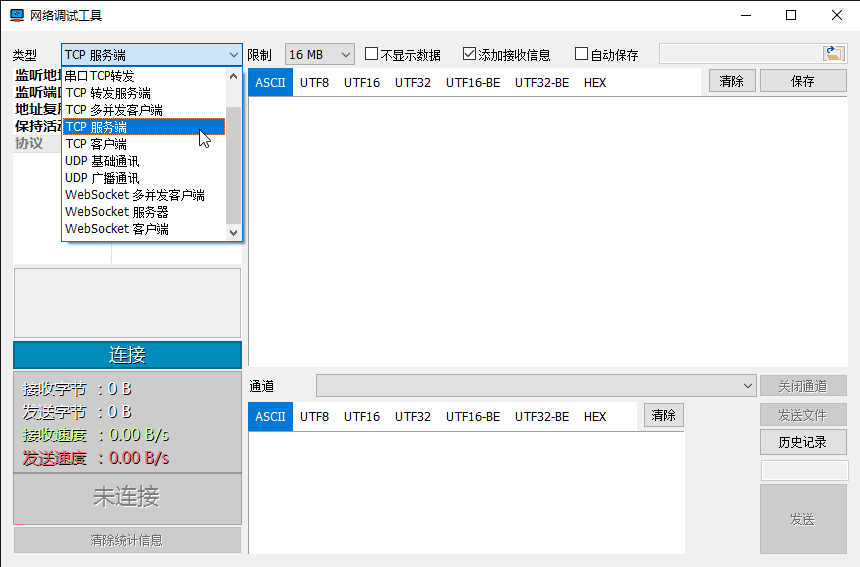 网络调试工具
类型 TCP 服务端 限制 16 MB 不显示数据 添加接收信息 自动保存
ASCII UTF8 UTF16 UTF32 UTF16-BE UTF32-BE HEX 清除 保存
监听地
监听端
地址复
保持活
协议
串口TCP转发
TCP 转发服务端
TCP 多并发客户端
TCP 服务端
TCP 客户端
UDP 基础通讯
UDP 广播通讯
WebSocket 多并发客户端
WebSocket 服务器
WebSocket 客户端
连接
接收字节 : 0 B
发送字节 : 0 B
接收速度 : 0.00 B/s
发送速度 : 0.00 B/s
未连接
清除统计信息
通道 关闭通道
ASCII UTF8 UTF16 UTF32 UTF16-BE UTF32-BE HEX 清除 发送文件
历史记录
发送